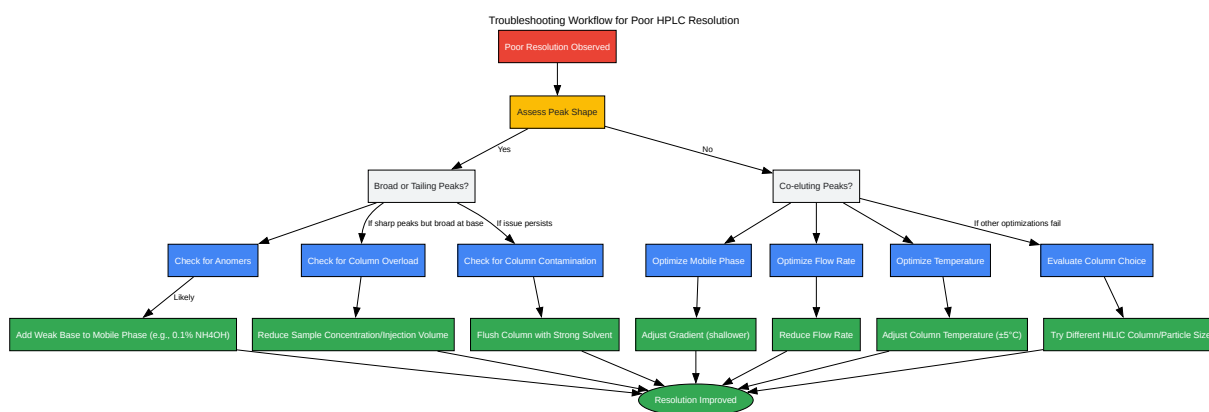 Troubleshooting Workflow for Poor HPLC Resolution
Poor Resolution Observed
Assess Peak Shape
Yes
No
Broad or Tailing Peaks?
Co-eluting Peaks?
If sharp peaks but broad at base
If issue persists
If other optimizations fail
Check for Anomers
Check for Column Overload
Check for Column Contamination
Optimize Mobile Phase
Optimize Flow Rate
Optimize Temperature
Evaluate Column Choice
Likely
Add Weak Base to Mobile Phase (e.g., 0.1% NH4OH)
Reduce Sample Concentration/Injection Volume
Flush Column with Strong Solvent
Adjust Gradient (shallower)
Reduce Flow Rate
Adjust Column Temperature (±5°C)
Try Different HILIC Column/Particle Size
Resolution Improved